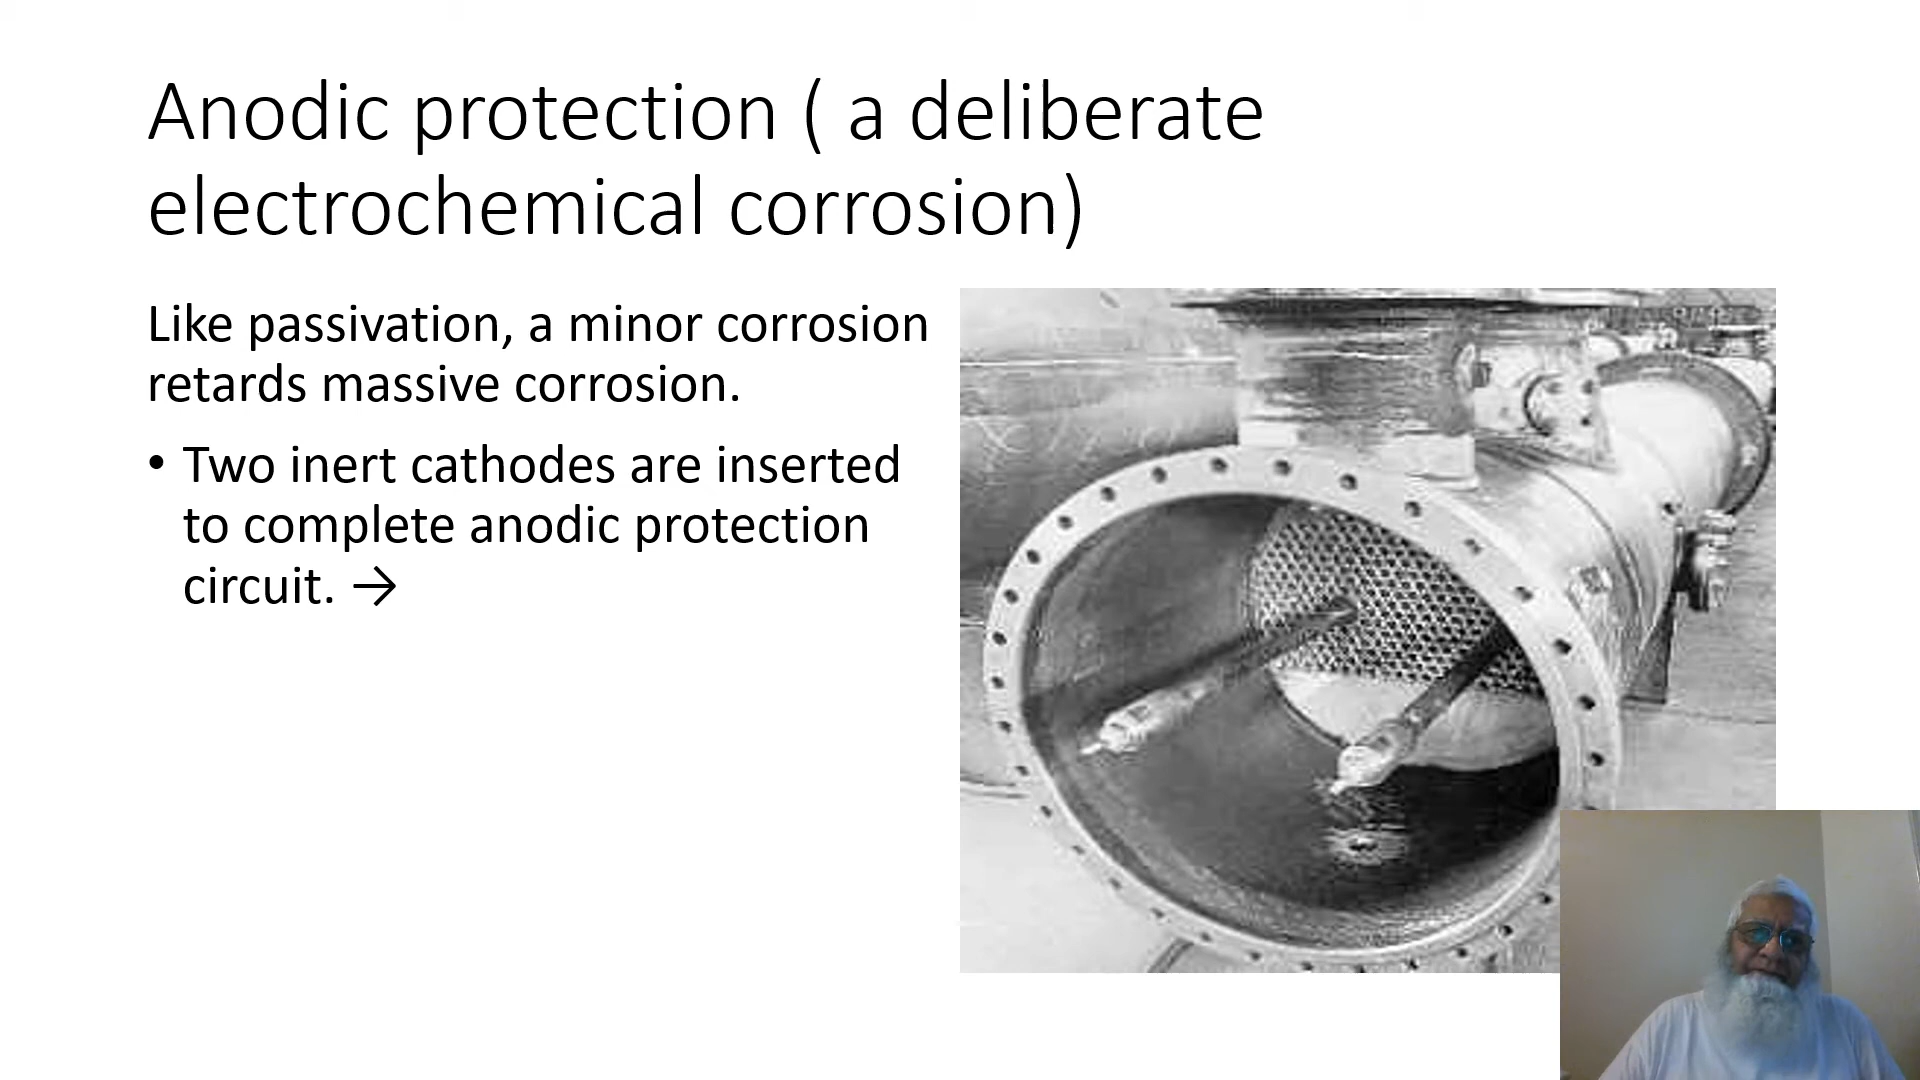 Anodic protection ( a deliberate
electrochemical corrosion)
Like passivation, a minor corrosion
retards massive corrosion.
• Two inert cathodes are inserted
to complete anodic protection
circuit. →